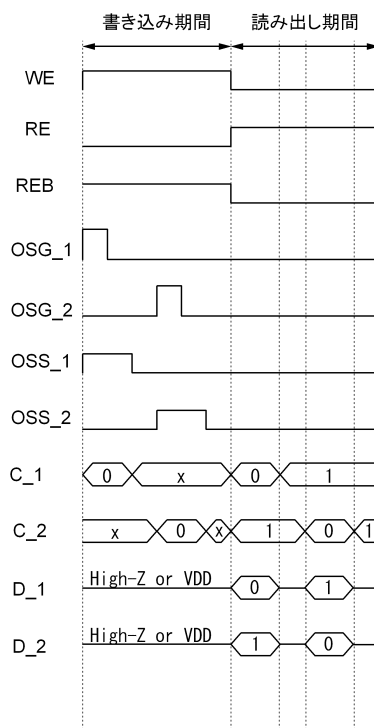 書き込み期間 読み出し期間
WE
RE
REB
OSG_1
OSG_2
OSS_1
OSS_2
C_1 0 x 0 1
C_2 x 0 x 1 0 1
D_1 High-Z or VDD 0 1
D_2 High-Z or VDD 1 0